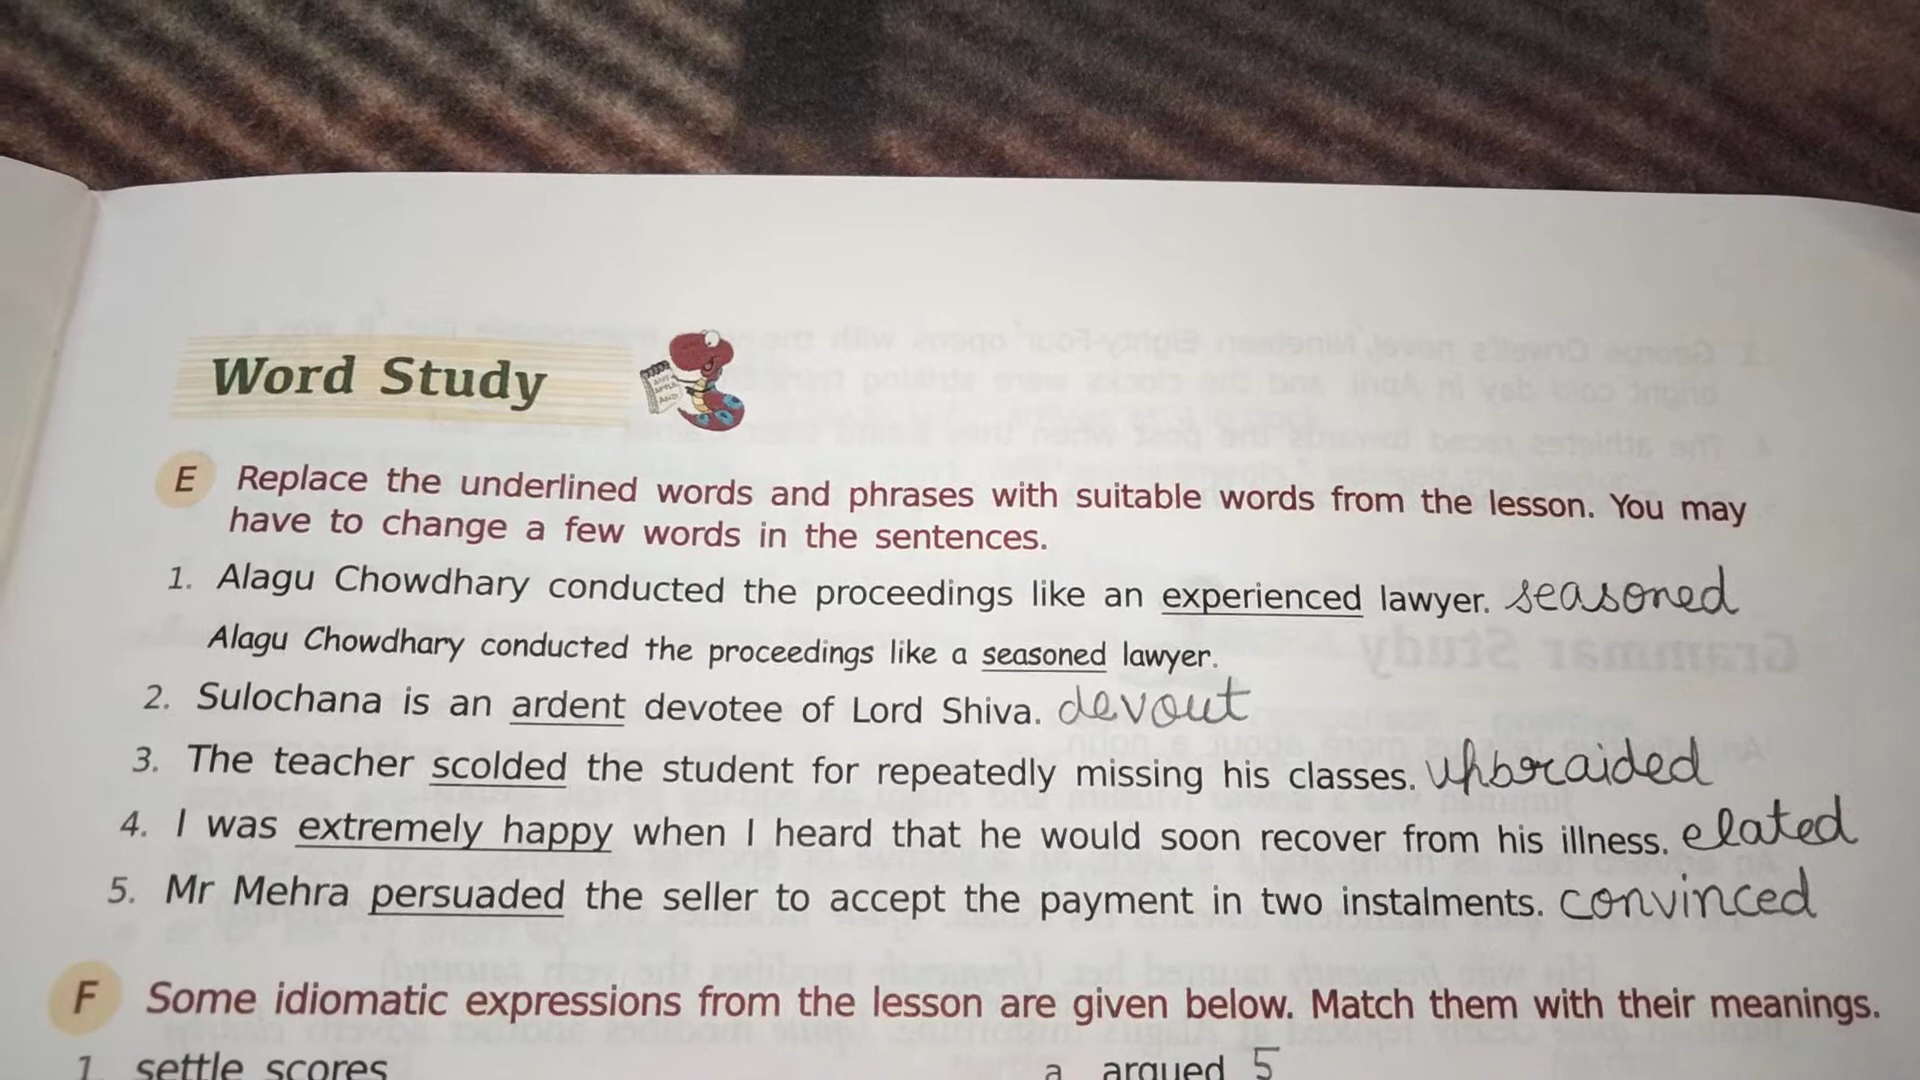 Word Study
E Replace the underlined words and phrases with suitable words from the lesson. You may
have to change a few words in the sentences.
1. Alagu Chowdhary conducted the proceedings like an experienced lawyer. seasoned
Alagu Chowdhary conducted the proceedings like a seasoned lawyer.
2. Sulochana is an ardent devotee of Lord Shiva. devout
3. The teacher scolded the student for repeatedly missing his classes. upbraided
4. I was extremely happy when I heard that he would soon recover from his illness. elated
5. Mr Mehra persuaded the seller to accept the payment in two instalments. convinced
F Some idiomatic expressions from the lesson are given below. Match them with their meanings.
1. settle scores a argued 5